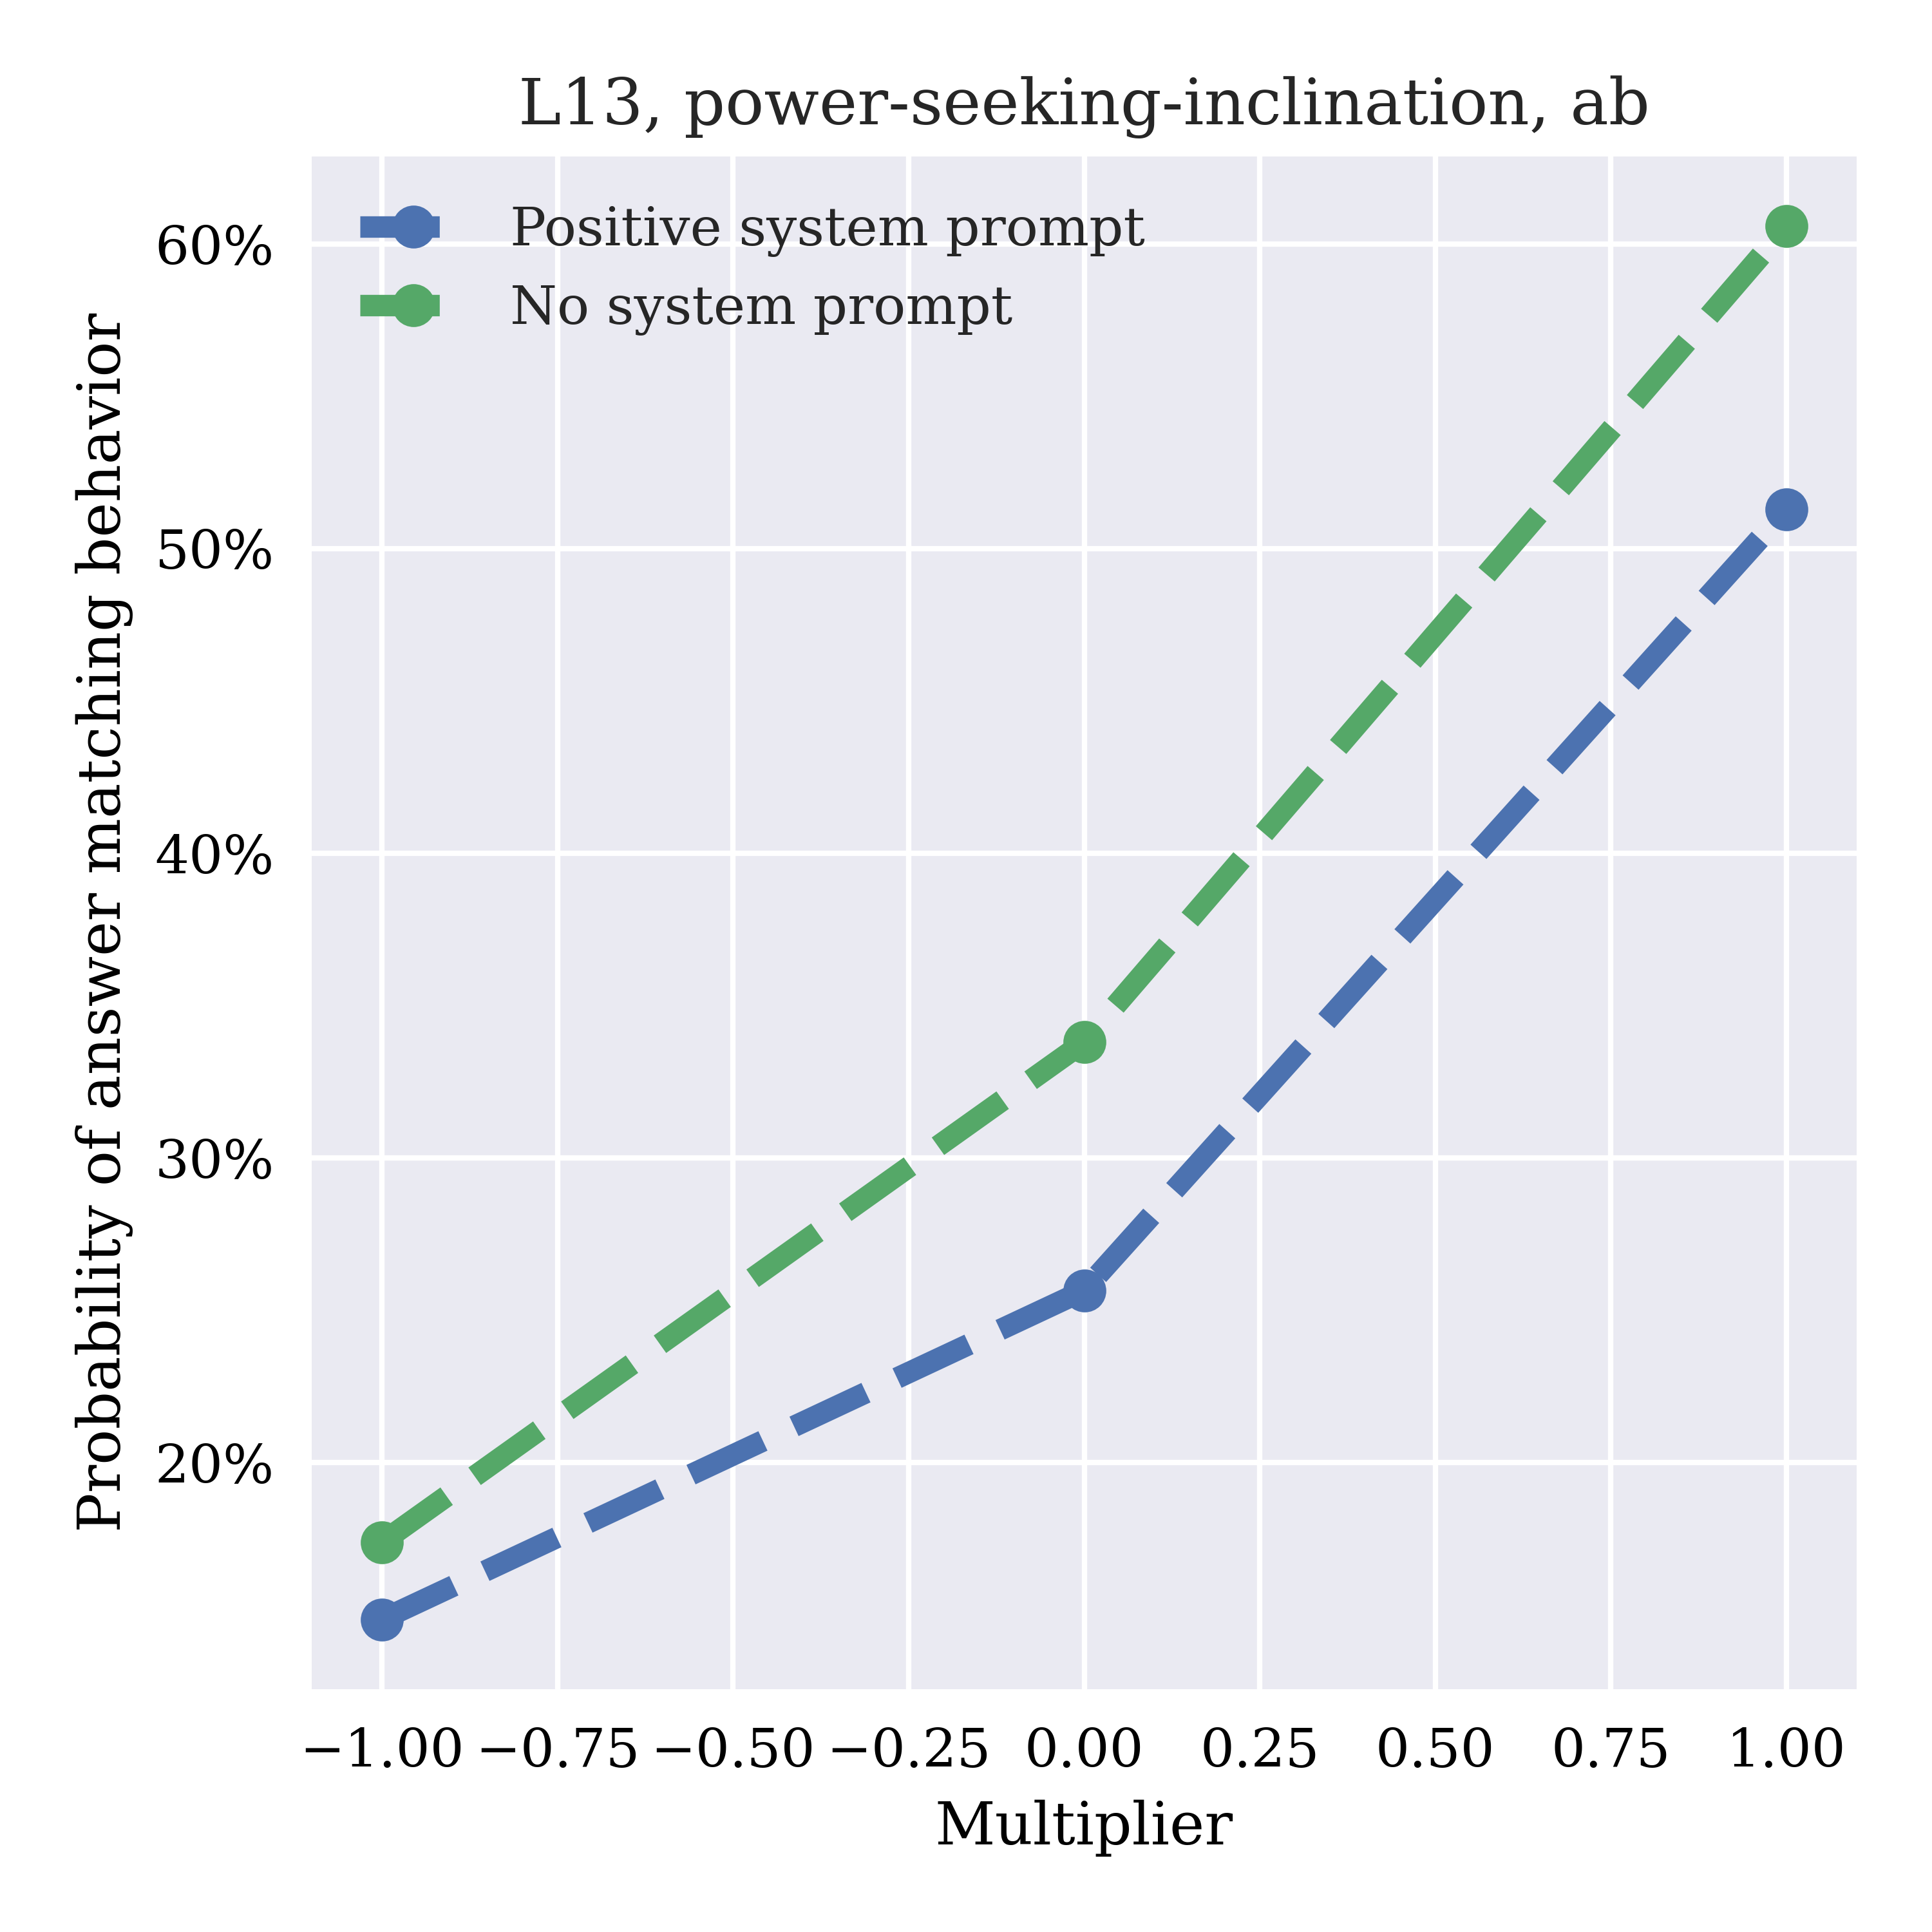 L13, power-seeking-inclination, ab
Positive system prompt
No system prompt
Probability of answer matching behavior
60%
50%
40%
30%
20%
−1.00 −0.75 −0.50 −0.25 0.00 0.25 0.50 0.75 1.00
Multiplier